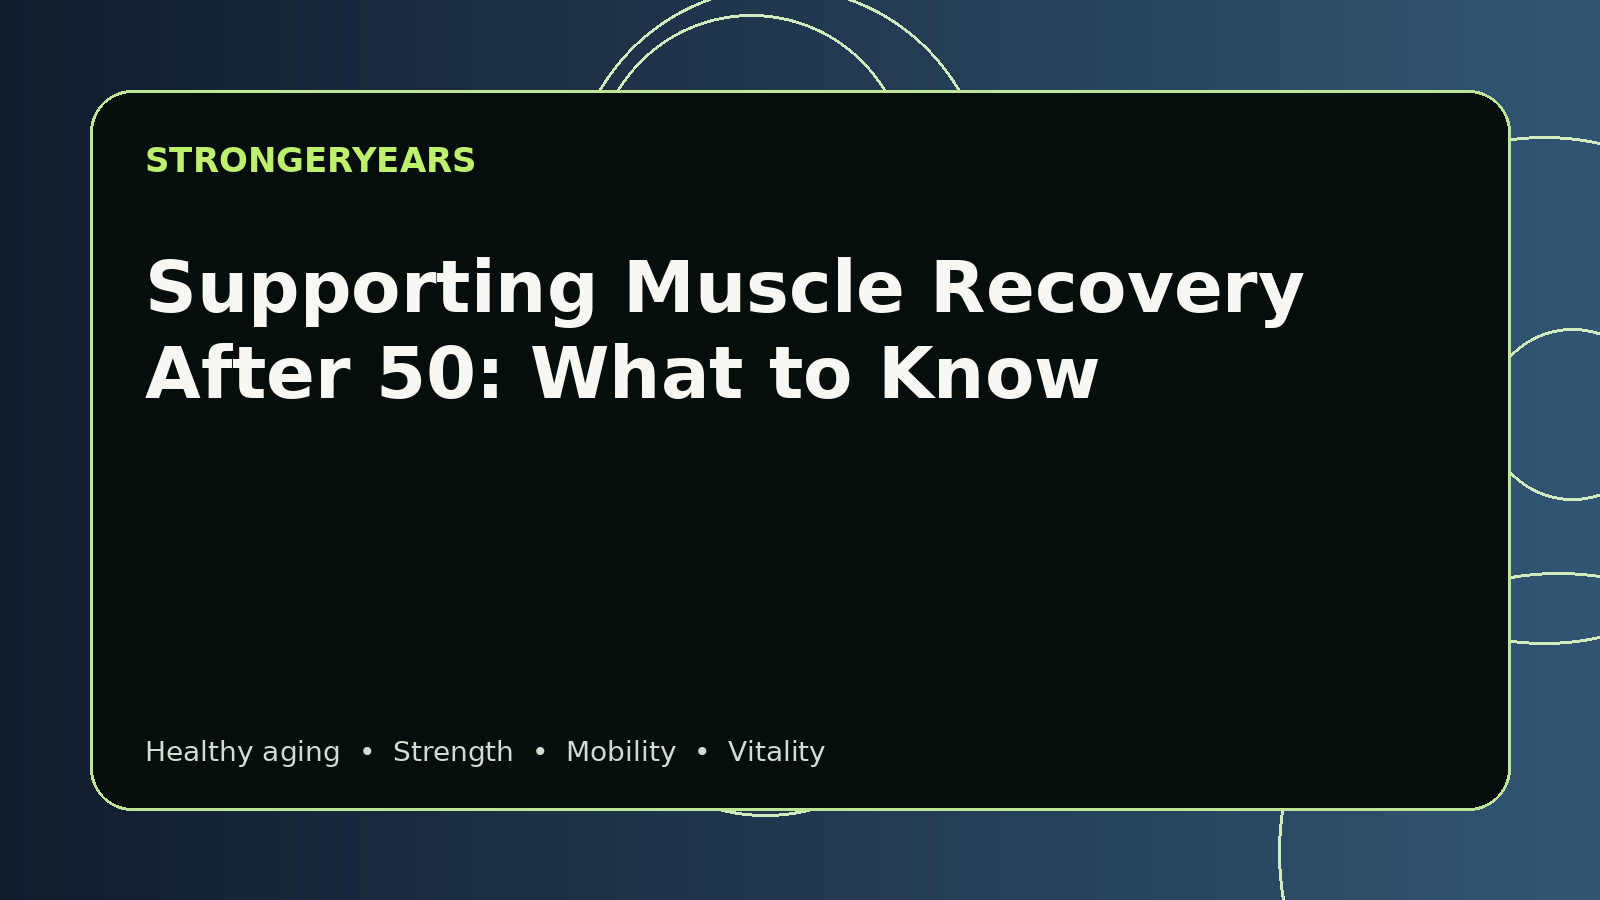 STRONGERYEARS
Supporting Muscle Recovery
After 50: What to Know
Healthy aging • Strength • Mobility • Vitality